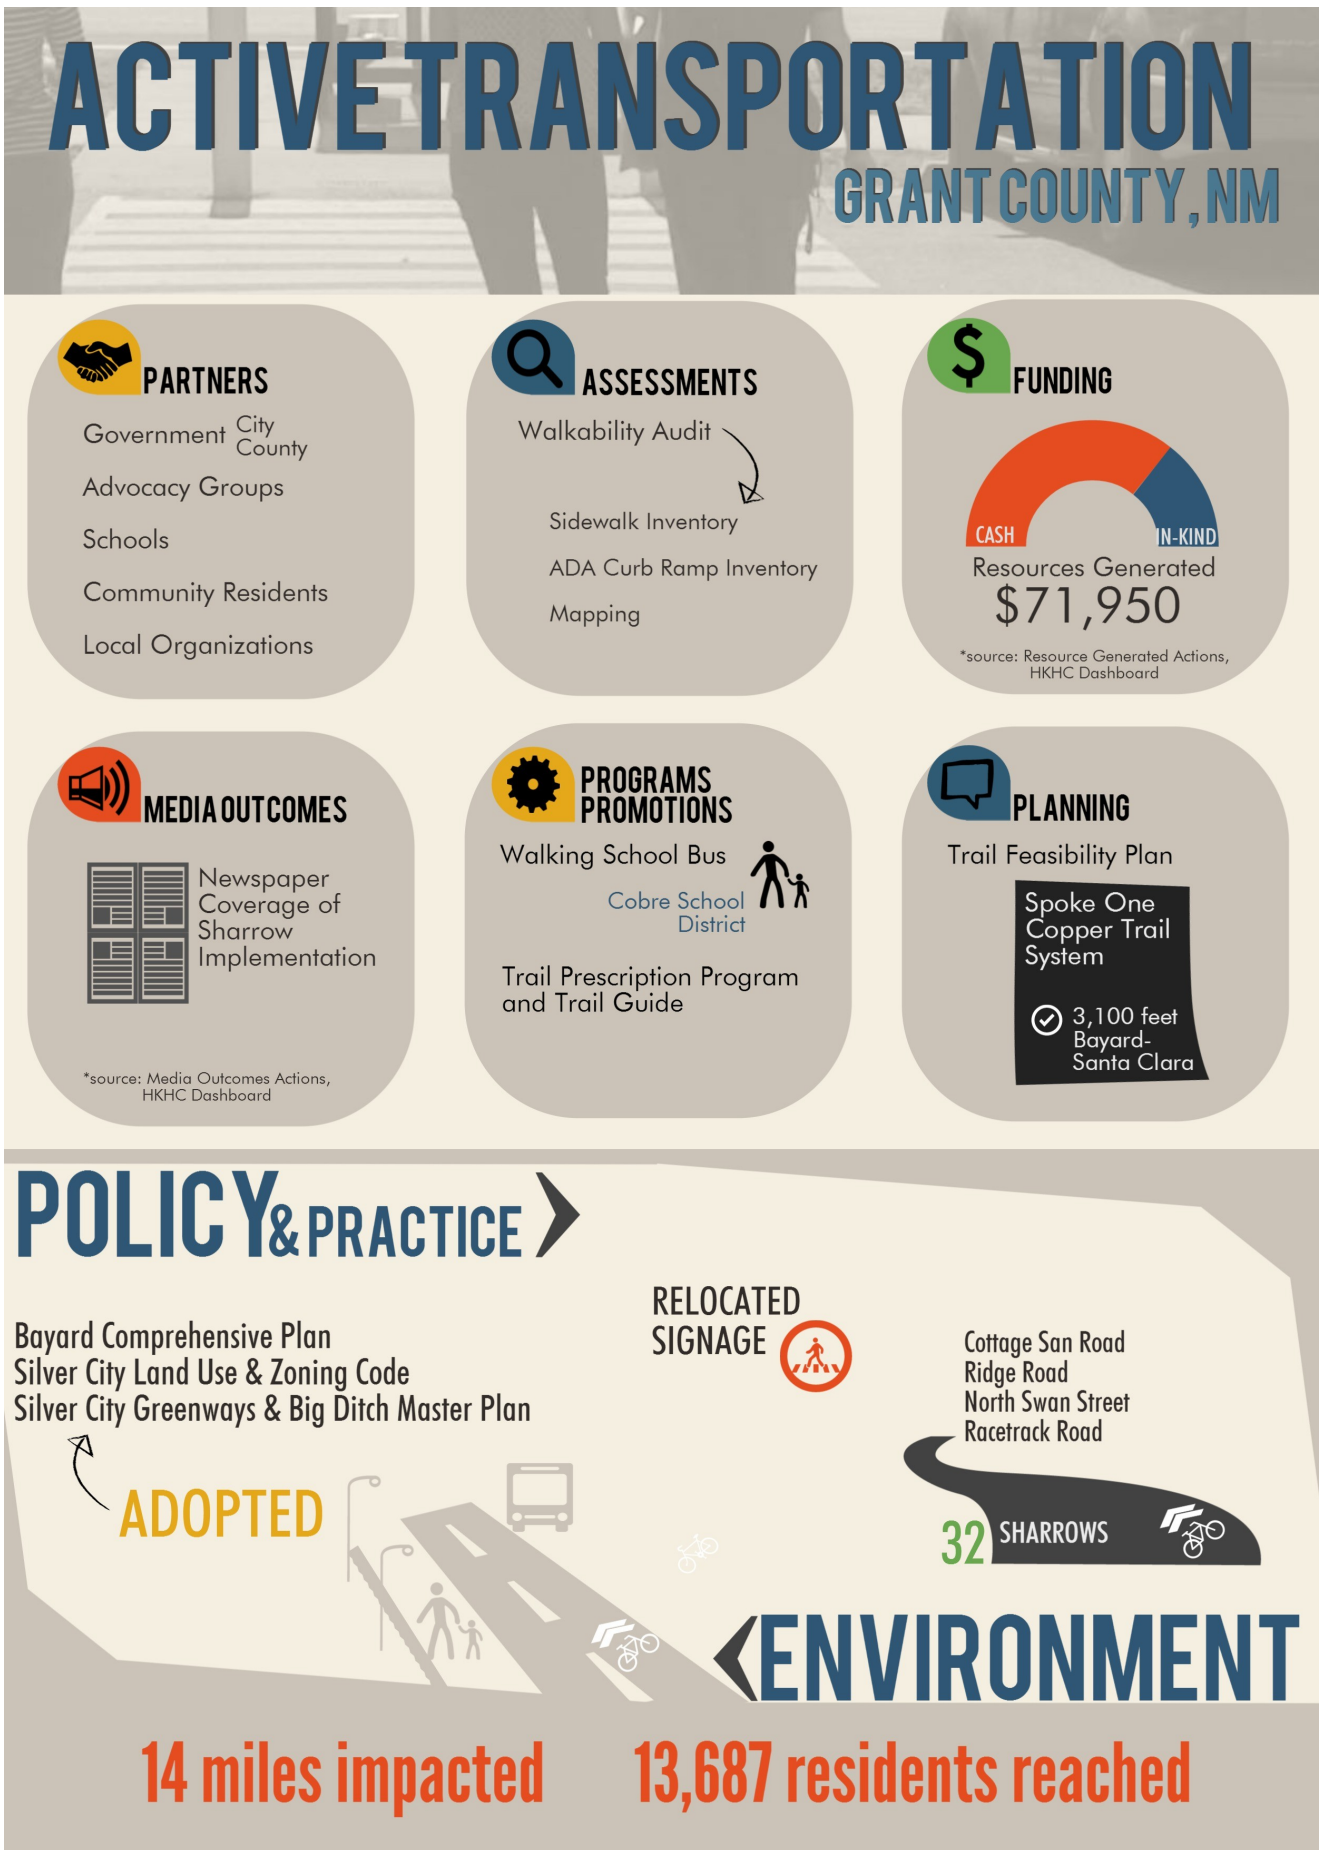 ACTIVE TRANSPORTATION
GRANT COUNTY, NM
PARTNERS
Government City
County
Advocacy Groups
Schools
Community Residents
Local Organizations
ASSESSMENTS
Walkability Audit
Sidewalk Inventory
ADA Curb Ramp Inventory
Mapping
FUNDING
CASH
IN-KIND
Resources Generated
$71,950
*source: Resource Generated Actions,
HKHC Dashboard
MEDIA OUTCOMES
Newspaper
Coverage of
Sharrow
Implementation
*source: Media Outcomes Actions,
HKHC Dashboard
PROGRAMS
PROMOTIONS
Walking School Bus
Cobre School
District
Trail Prescription Program
and Trail Guide
PLANNING
Trail Feasibility Plan
Spoke One
Copper Trail
System
3,100 feet
Bayard-
Santa Clara
POLICY & PRACTICE
Bayard Comprehensive Plan
Silver City Land Use & Zoning Code
Silver City Greenways & Big Ditch Master Plan
ADOPTED
RELOCATED
SIGNAGE
Cottage San Road
Ridge Road
North Swan Street
Racetrack Road
32 SHARROWS
ENVIRONMENT
14 miles impacted
13,687 residents reached